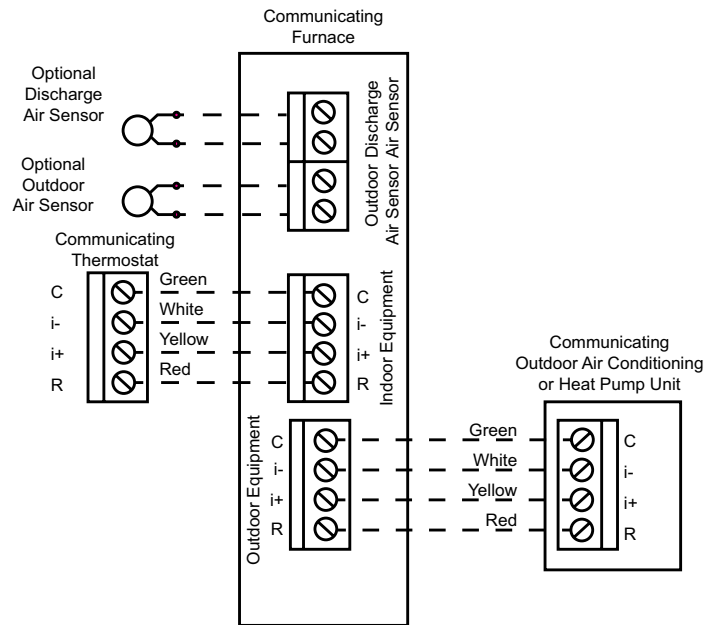 Communicating
Furnace
Optional
Discharge
Air Sensor
Optional
Outdoor
Air Sensor
Outdoor Discharge
Air Sensor Air Sensor
Communicating
Thermostat
C
i-
i+
R
Green
White
Yellow
Red
C
i-
i+
R
Indoor Equipment
Outdoor Equipment
C
i-
i+
R
Green
White
Yellow
Red
Communicating
Outdoor Air Conditioning
or Heat Pump Unit
C
i-
i+
R